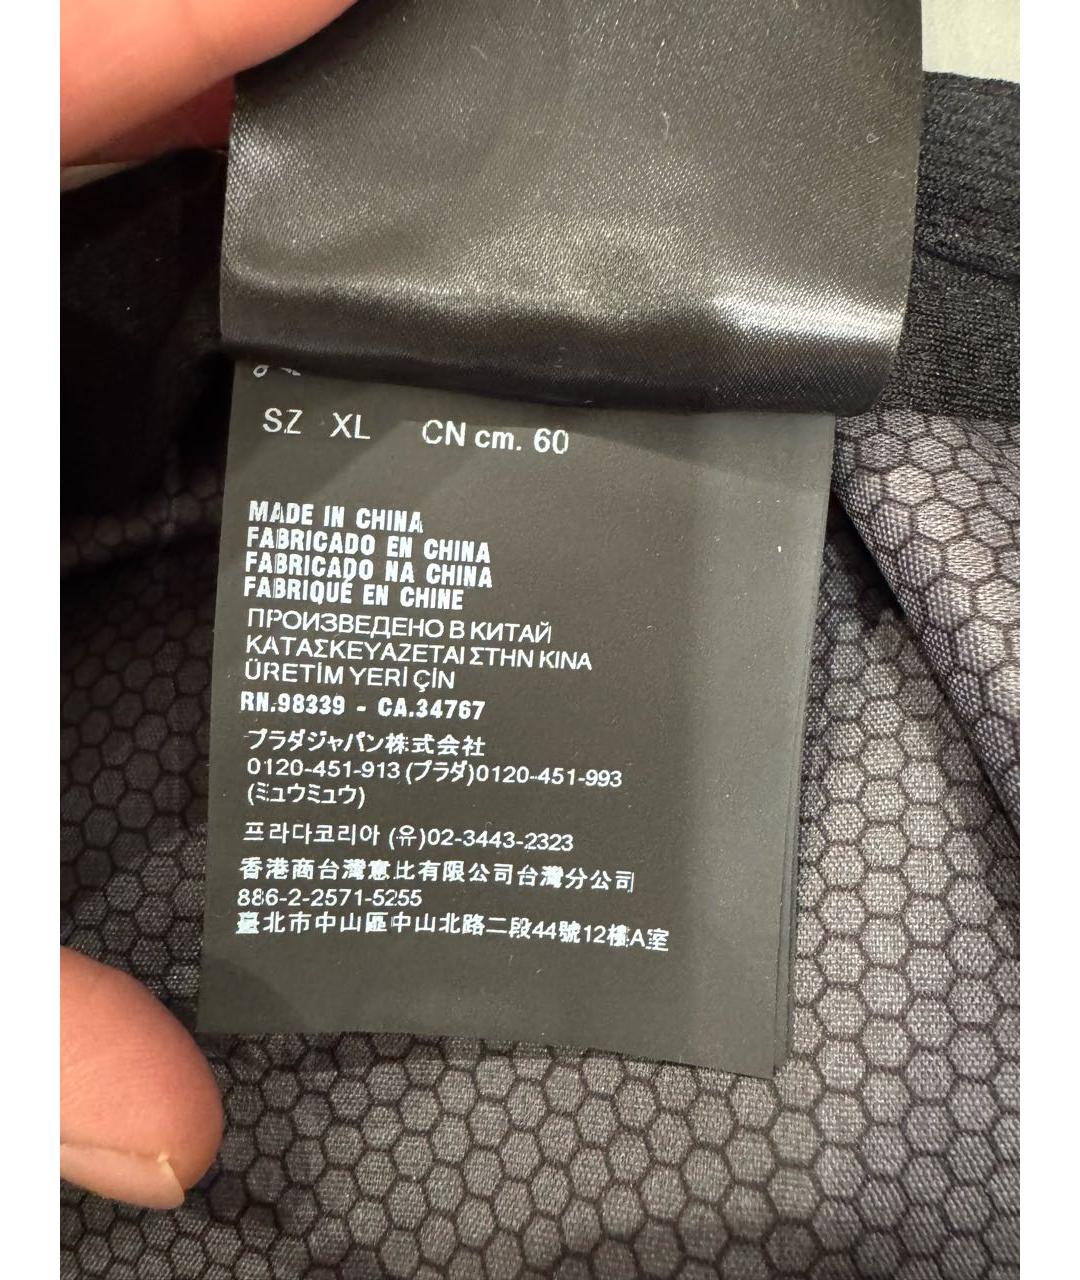 SZ XL CN cm. 60
MADE IN CHINA
FABRICADO EN CHINA
FABRICADO NA CHINA
FABRIQUÉ EN CHINE
ПРОИЗВЕДЕНО В КИТАЙ
ΚΑΤΑΣΚΕΥΑΖΕΤΑΙ ΣΤΗΝ ΚΙΝΑ
ÜRETİM YERİ ÇİN
RN.98339 - CA.34767
プラダジャパン株式会社
0120-451-913 (プラダ)0120-451-993
(ミュウミュウ)
프라다코리아 (유)02-3443-2323
香港商台灣意比有限公司台灣分公司
886-2-2571-5255
臺北市中山區中山北路二段44號12樓A室